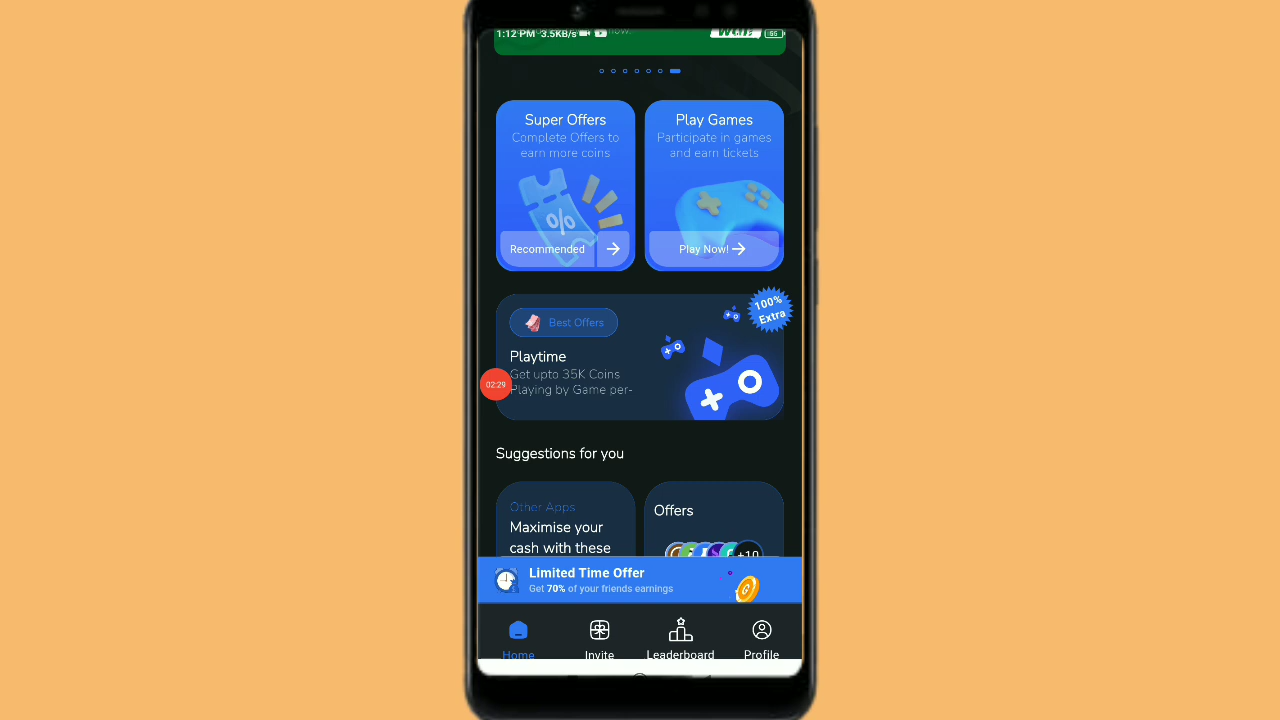 now..
1:12 PM 3.5KB/s
55
Super Offers
Complete Offers to
earn more coins
%
Recommended
Play Games
Participate in games
and earn tickets
Play Now!
100%
Extra
Best Offers
Playtime
Get upto 35K Coins
Playing by Game per-
02:29
Suggestions for you
Other Apps
Maximise your
cash with these
Offers
+10
Limited Time Offer
Get 70% of your friends earnings
Home
Invite
Leaderboard
Profile